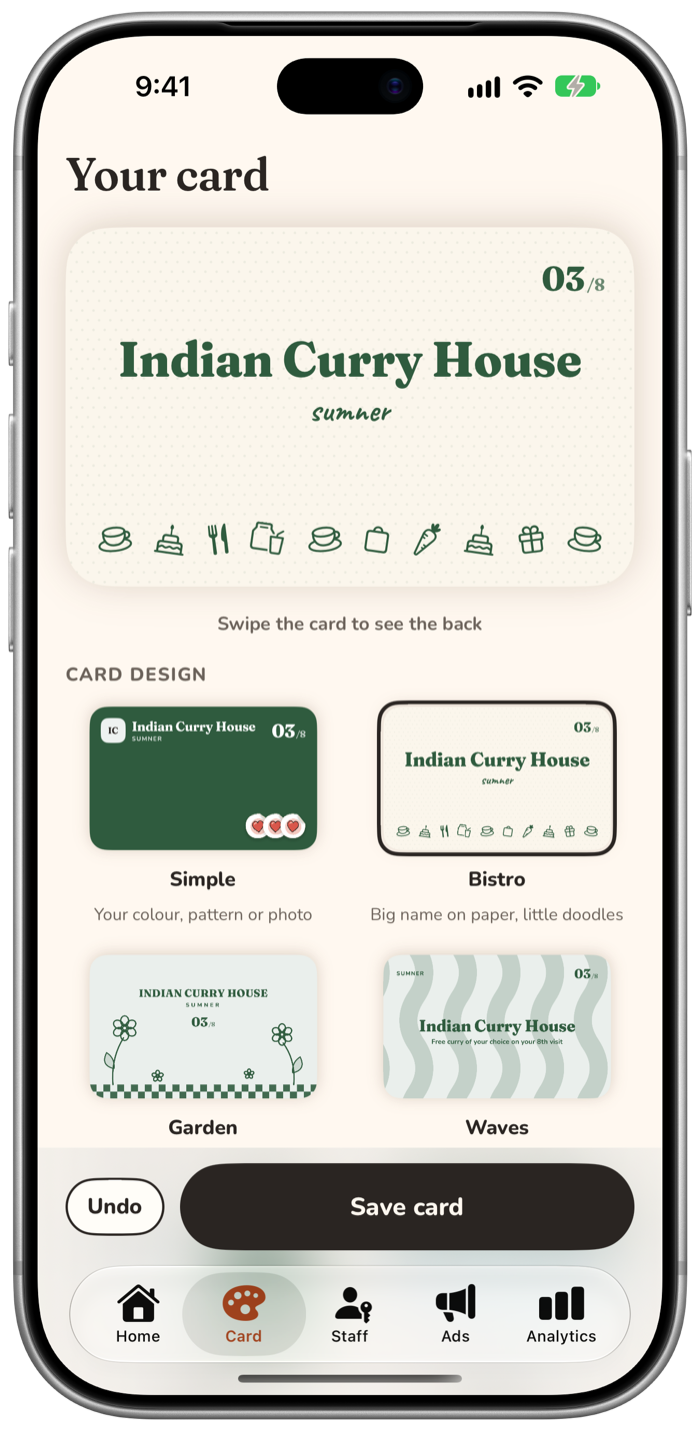 9:41
Your card
03/8
Indian Curry House
sumner
Swipe the card to see the back
CARD DESIGN
IC
Indian Curry House
SUMNER
03/8
Simple
Your colour, pattern or photo
03/8
Indian Curry House
sumner
Bistro
Big name on paper, little doodles
INDIAN CURRY HOUSE
SUMNER
03/8
Garden
SUMNER
03/8
Indian Curry House
Free curry of your choice on your 8th visit
Waves
Undo
Save card
Home
Card
Staff
Ads
Analytics